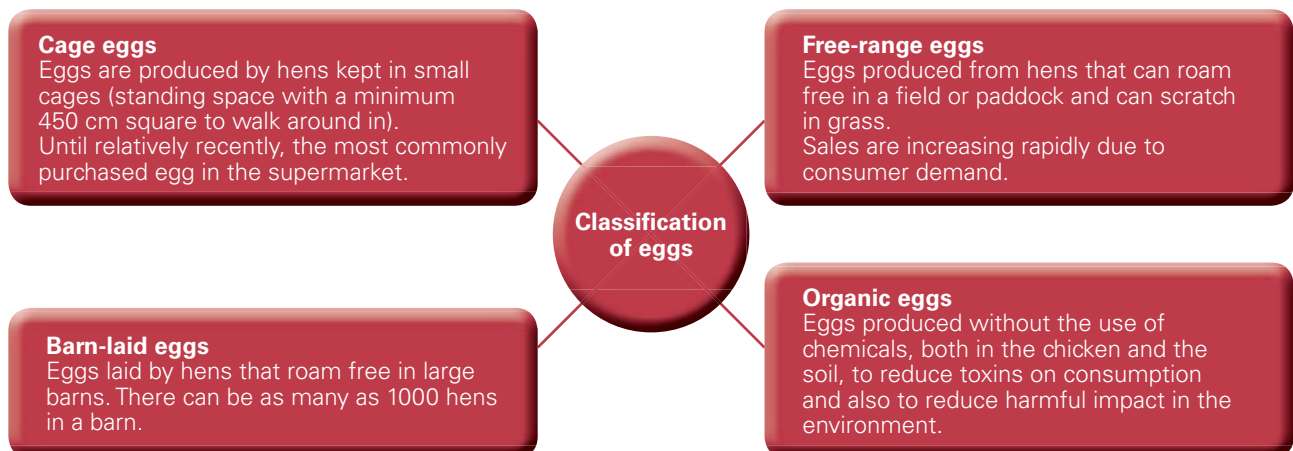 Cage eggs
Eggs are produced by hens kept in small
cages (standing space with a minimum
450 cm square to walk around in).
Until relatively recently, the most commonly
purchased egg in the supermarket.
Free-range eggs
Eggs produced from hens that can roam
free in a field or paddock and can scratch
in grass.
Sales are increasing rapidly due to
consumer demand.
Classification
of eggs
Barn-laid eggs
Eggs laid by hens that roam free in large
barns. There can be as many as 1000 hens
in a barn.
Organic eggs
Eggs produced without the use of
chemicals, both in the chicken and the
soil, to reduce toxins on consumption
and also to reduce harmful impact in the
environment.